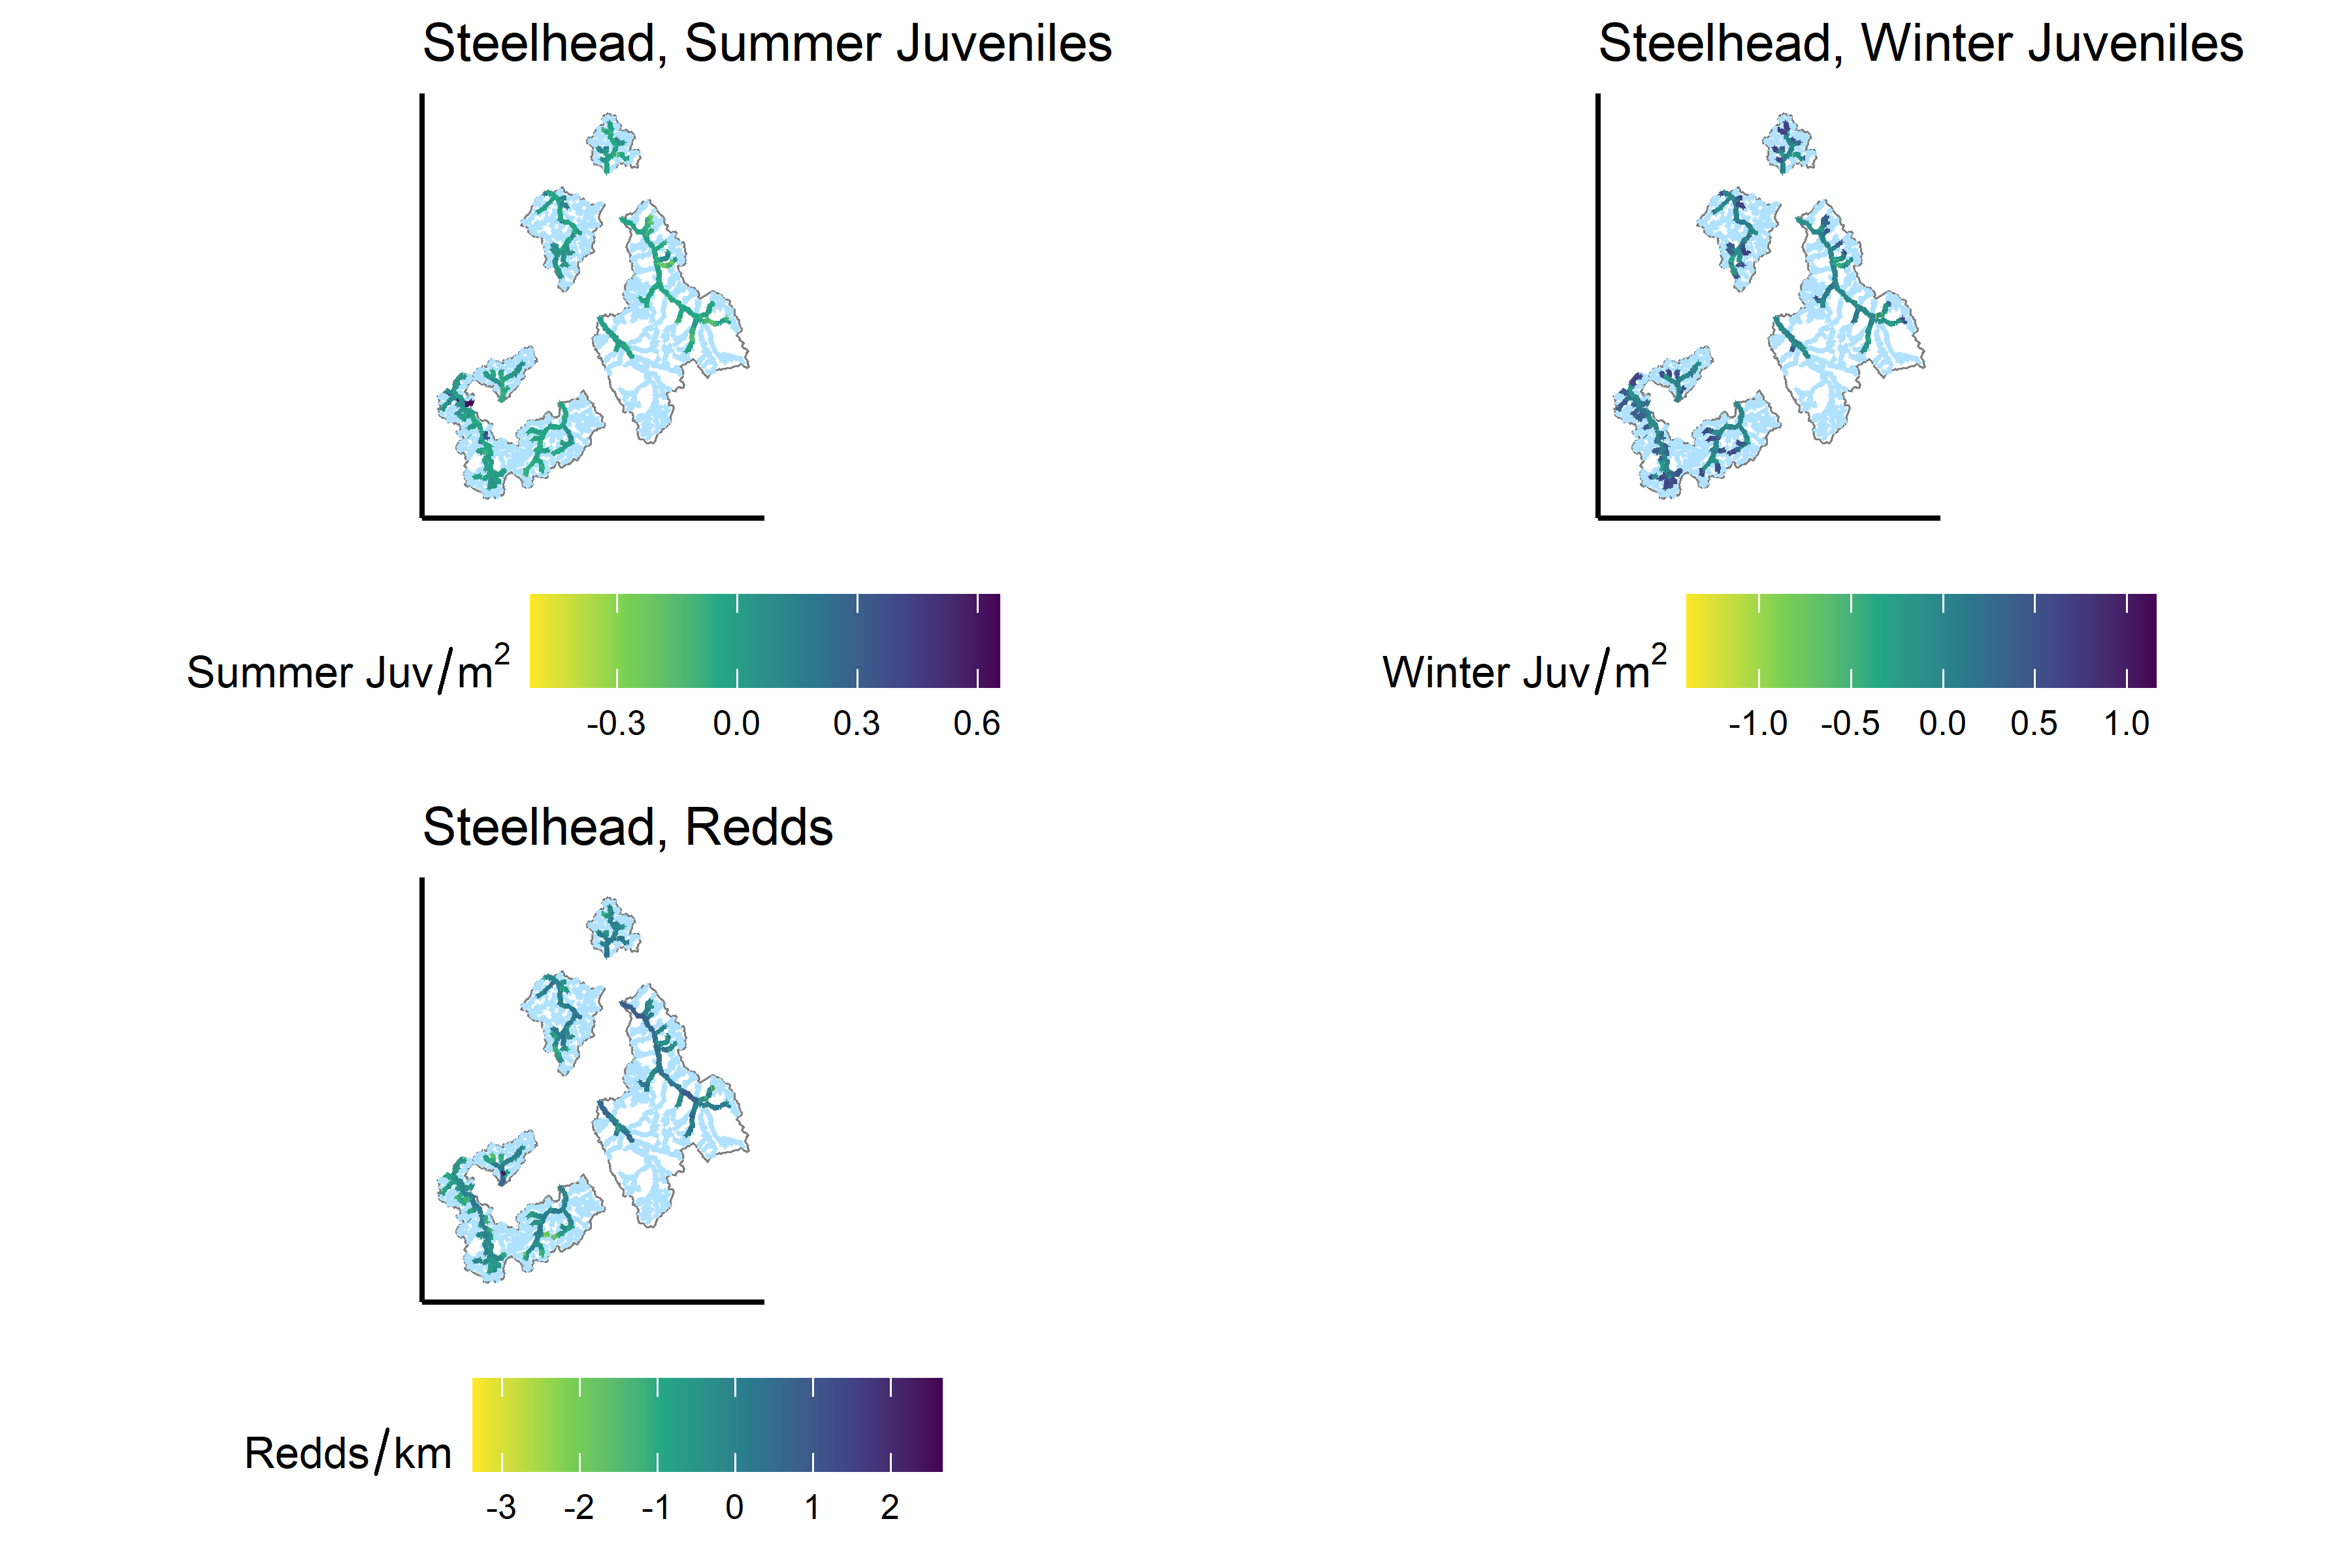 Steelhead, Summer Juveniles
Steelhead, Winter Juveniles
Summer Juv/m²
-0.3 0.0 0.3 0.6
Winter Juv/m²
-1.0 -0.5 0.0 0.5 1.0
Steelhead, Redds
Redds/km
-3 -2 -1 0 1 2